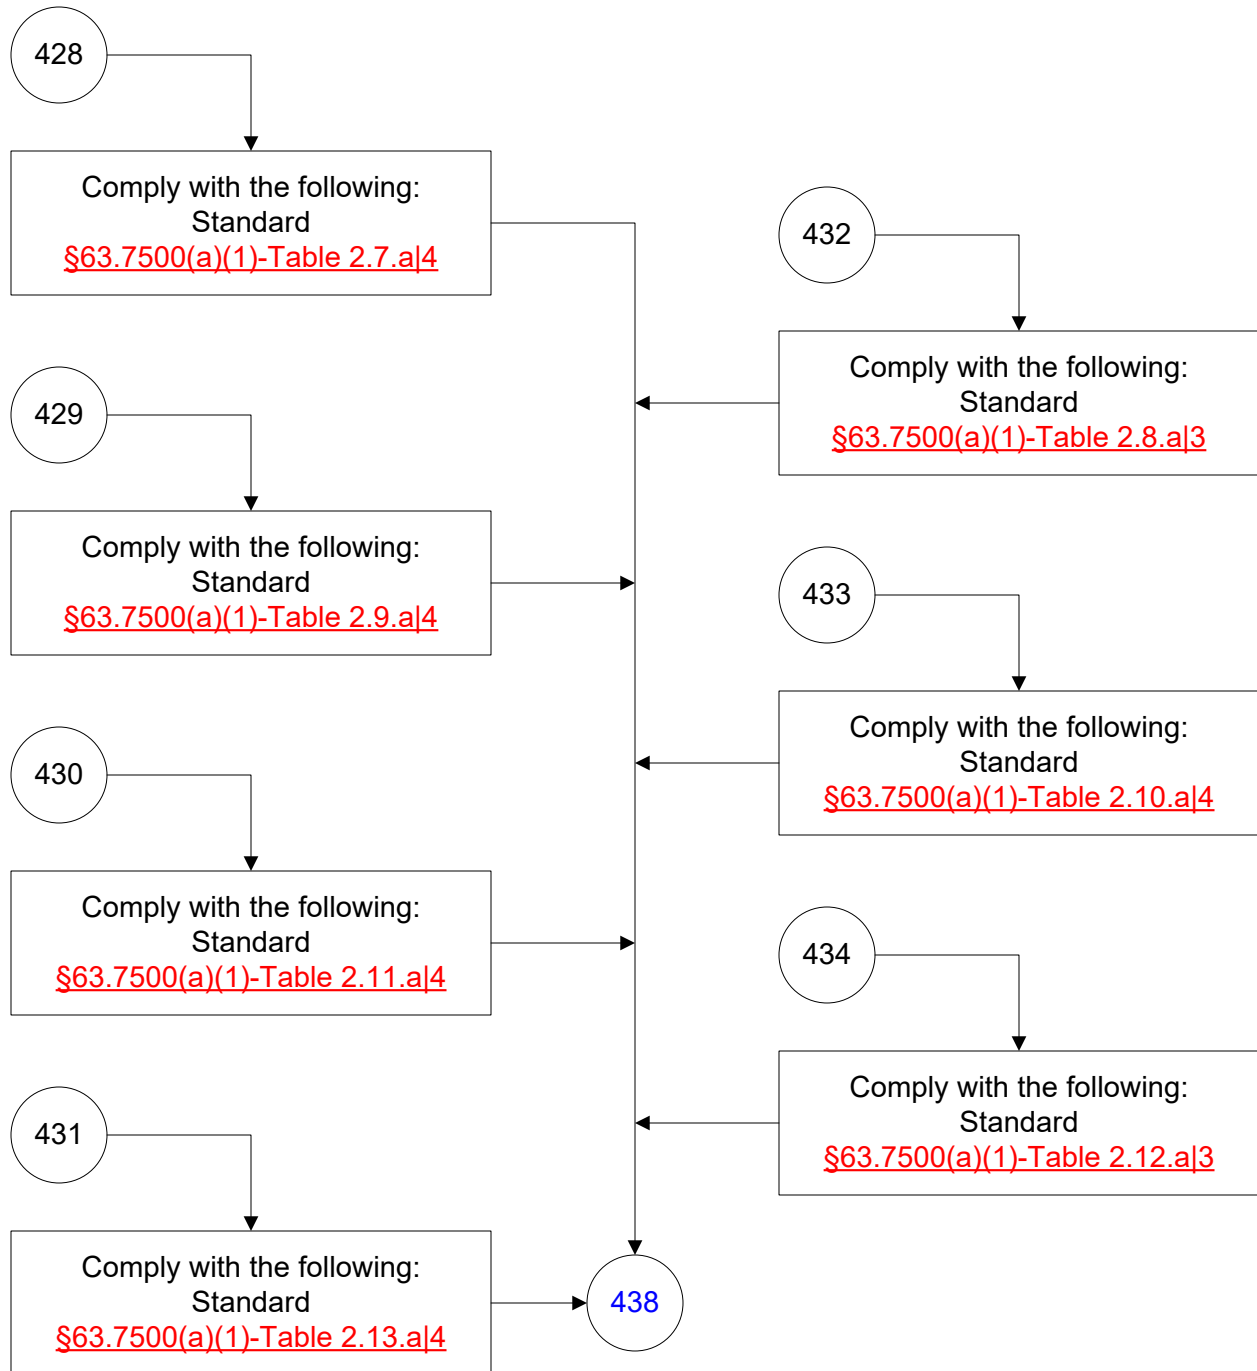 428
Comply with the following:
Standard
§63.7500(a)(1)-Table 2.7.a|4
432
Comply with the following:
Standard
§63.7500(a)(1)-Table 2.8.a|3
429
Comply with the following:
Standard
§63.7500(a)(1)-Table 2.9.a|4
433
Comply with the following:
Standard
§63.7500(a)(1)-Table 2.10.a|4
430
Comply with the following:
Standard
§63.7500(a)(1)-Table 2.11.a|4
434
Comply with the following:
Standard
§63.7500(a)(1)-Table 2.12.a|3
431
Comply with the following:
Standard
§63.7500(a)(1)-Table 2.13.a|4
438